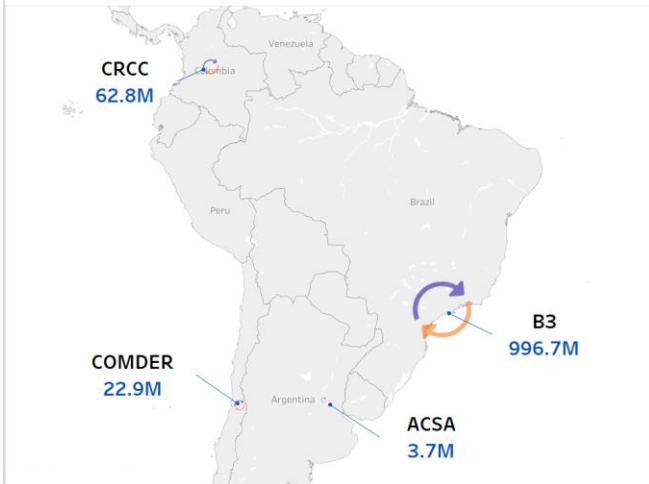 Venezuela
CRCC
62.8M
Colombia
Peru
Brazil
B3
996.7M
COMDER
22.9M
Argentina
ACSA
3.7M